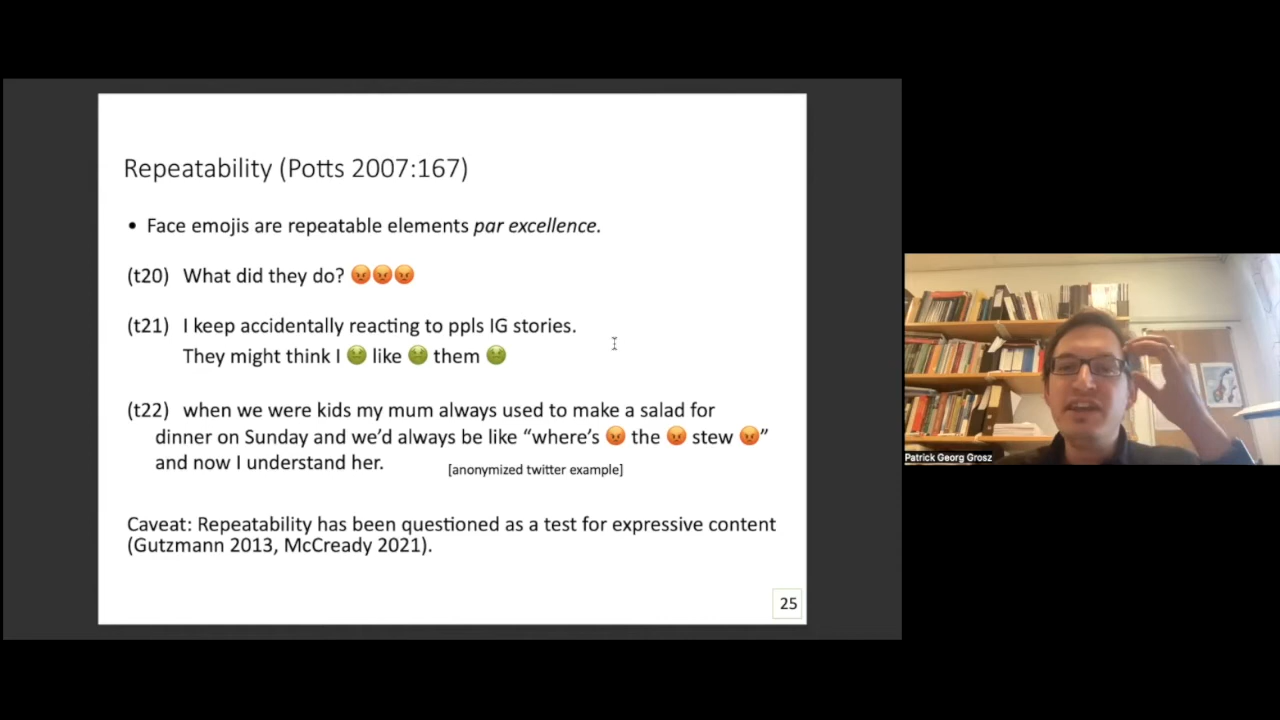 Repeatability (Potts 2007:167)
• Face emojis are repeatable elements par excellence.
(t20) What did they do? 😡😡😡
(t21) I keep accidentally reacting to ppls IG stories.
They might think I 🤢 like 🤢 them 🤢
(t22) when we were kids my mum always used to make a salad for
dinner on Sunday and we’d always be like “where’s 😡 the 😡 stew 😡”
and now I understand her.
[anonymized twitter example]
Caveat: Repeatability has been questioned as a test for expressive content
(Gutzmann 2013, McCready 2021).
25
Patrick Georg Grosz